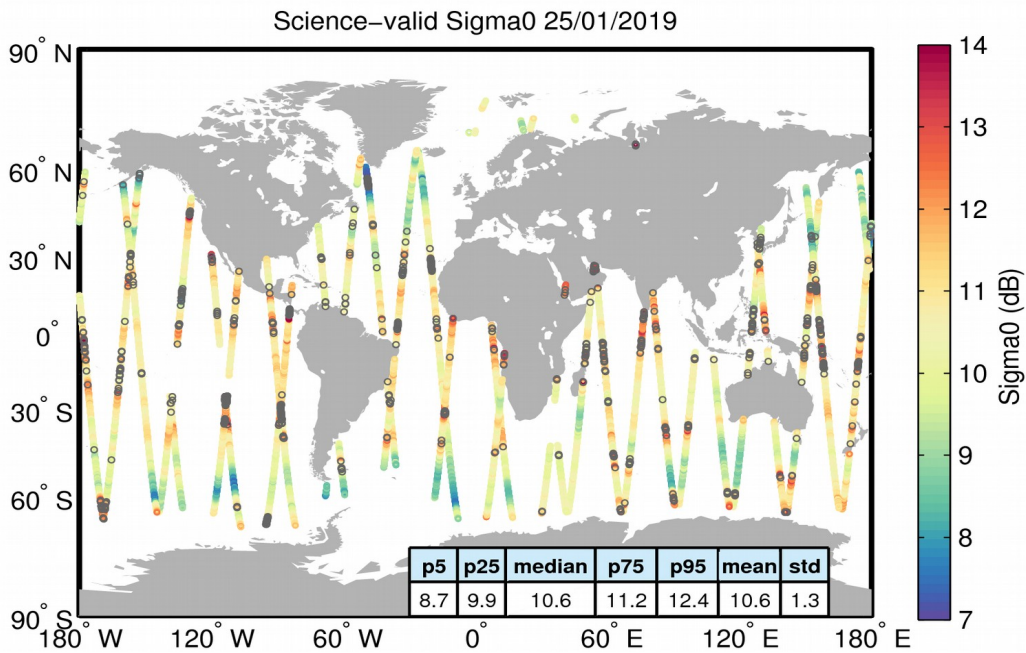 Science–valid Sigma0 25/01/2019
90° N
60° N
30° N
0°
30° S
60° S
90° S
180° W
120° W
60° W
0°
60° E
120° E
180° E
p5 p25 median p75 p95 mean std
8.7 9.9 10.6 11.2 12.4 10.6 1.3
14
13
12
11
10
9
8
7
Sigma0 (dB)